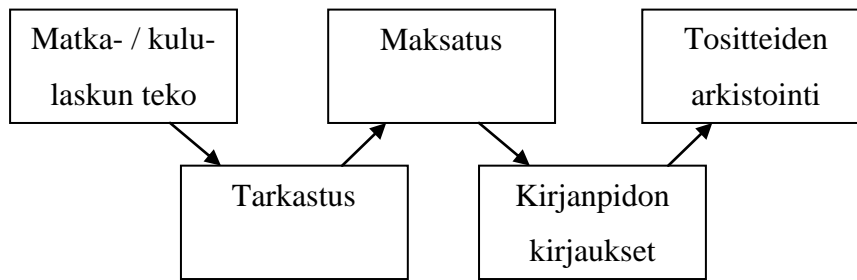 Matka- / kulu-
laskun teko
Tarkastus
Maksatus
Kirjanpidon
kirjaukset
Tositteiden
arkistointi